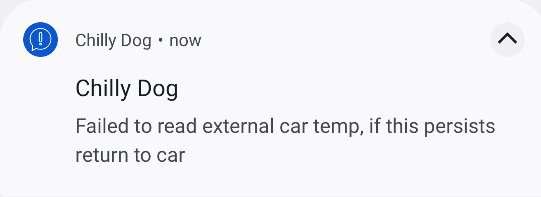 Chilly Dog • now
Chilly Dog
Failed to read external car temp, if this persists
return to car